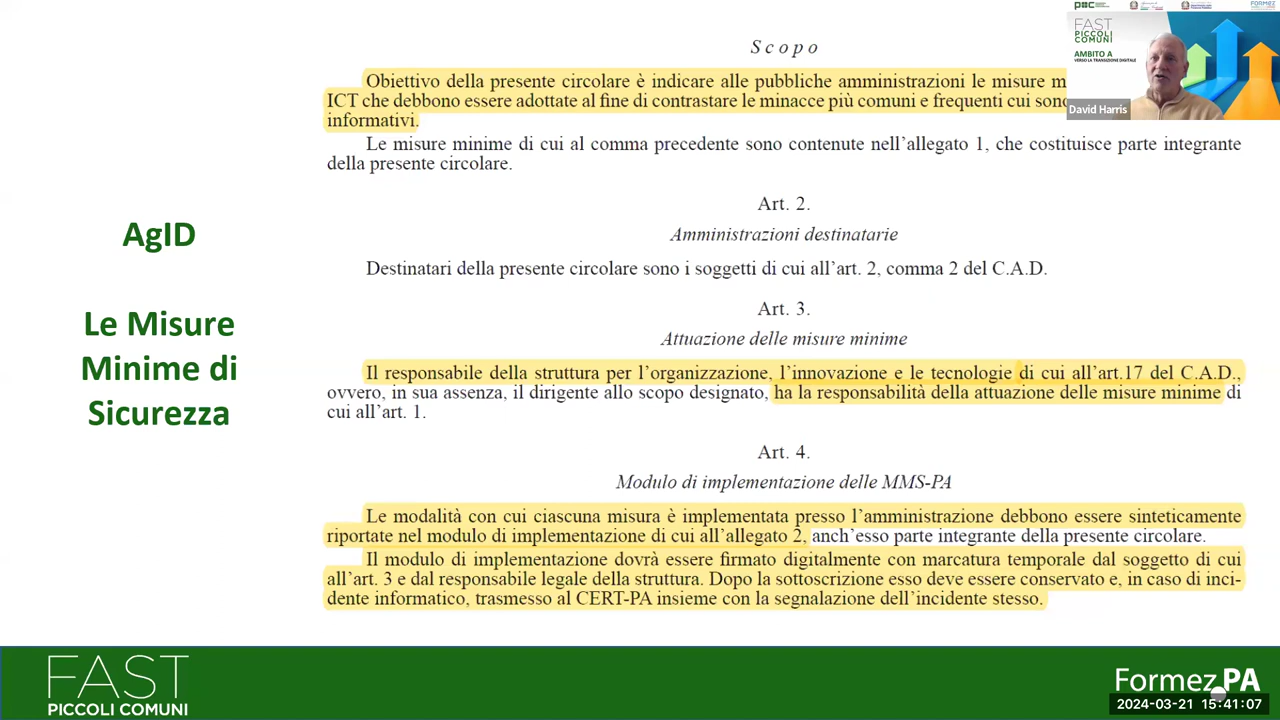 Scopo
Obiettivo della presente circolare è indicare alle pubbliche amministrazioni le misure m
ICT che debbono essere adottate al fine di contrastare le minacce più comuni e frequenti cui sono
informativi.
Le misure minime di cui al comma precedente sono contenute nell’allegato 1, che costituisce parte integrante
della presente circolare.
Art. 2.
Amministrazioni destinatarie
Destinatari della presente circolare sono i soggetti di cui all’art. 2, comma 2 del C.A.D.
Art. 3.
Attuazione delle misure minime
Il responsabile della struttura per l’organizzazione, l’innovazione e le tecnologie di cui all’art.17 del C.A.D.,
ovvero, in sua assenza, il dirigente allo scopo designato, ha la responsabilità della attuazione delle misure minime di
cui all’art. 1.
Art. 4.
Modulo di implementazione delle MMS-PA
Le modalità con cui ciascuna misura è implementata presso l’amministrazione debbono essere sinteticamente
riportate nel modulo di implementazione di cui all’allegato 2, anch’esso parte integrante della presente circolare.
Il modulo di implementazione dovrà essere firmato digitalmente con marcatura temporale dal soggetto di cui
all’art. 3 e dal responsabile legale della struttura. Dopo la sottoscrizione esso deve essere conservato e, in caso di inci-
dente informatico, trasmesso al CERT-PA insieme con la segnalazione dell’incidente stesso.
AgID
Le Misure
Minime di
Sicurezza
FAST
PICCOLI
COMUNI
AMBITO A
VERSO LA TRANSIZIONE DIGITALE
David Harris
FAST
PICCOLI COMUNI
FormezPA
2024-03-21 15:41:07